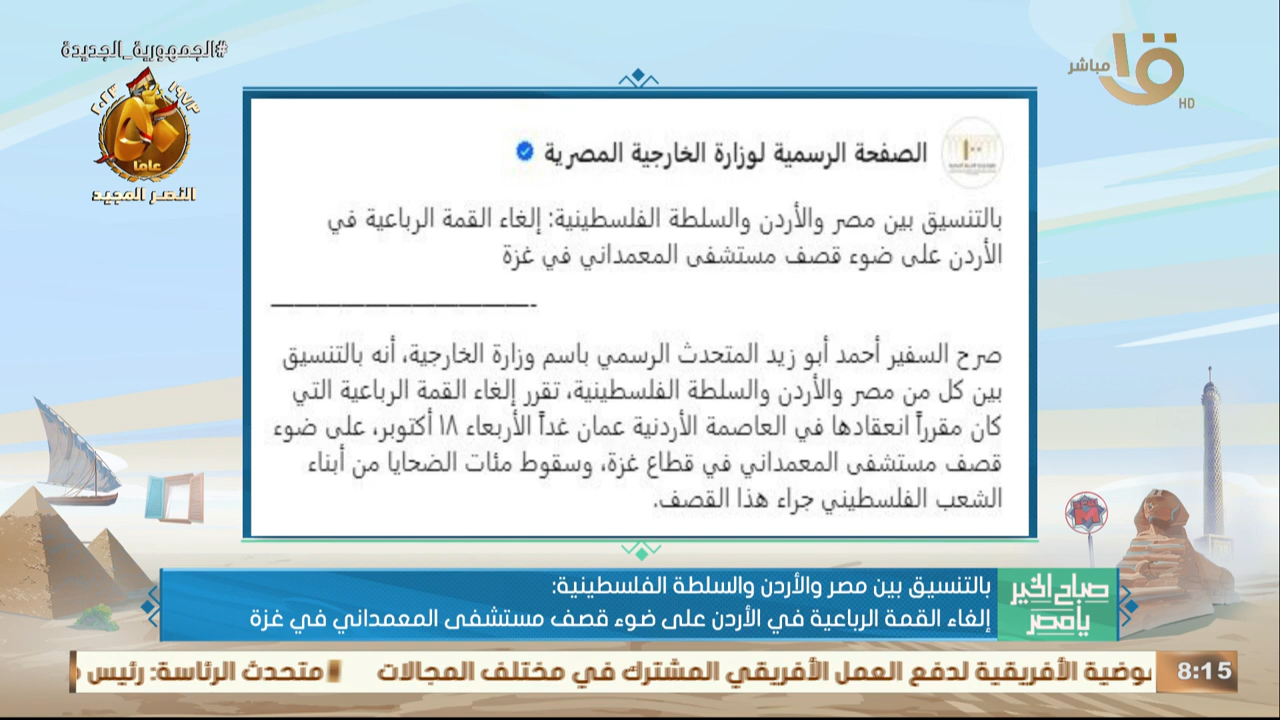 #الجمهورية_الجديدة
١٩٧٣
٢٠٢٣
٥٠
عاما
النصر المجيد
مباشر
HD
الصفحة الرسمية لوزارة الخارجية المصرية
بالتنسيق بين مصر والأردن والسلطة الفلسطينية: إلغاء القمة الرباعية في
الأردن على ضوء قصف مستشفى المعمداني في غزة
صرح السفير أحمد أبو زيد المتحدث الرسمي باسم وزارة الخارجية، أنه بالتنسيق
بين كل من مصر والأردن والسلطة الفلسطينية، تقرر إلغاء القمة الرباعية التي
كان مقرراً انعقادها في العاصمة الأردنية عمان غداً الأربعاء ١٨ أكتوبر، على ضوء
قصف مستشفى المعمداني في قطاع غزة، وسقوط مئات الضحايا من أبناء
الشعب الفلسطيني جراء هذا القصف.
صباح الخير
يا مصر
بالتنسيق بين مصر والأردن والسلطة الفلسطينية:
إلغاء القمة الرباعية في الأردن على ضوء قصف مستشفى المعمداني في غزة
8:15
وضية الأفريقية لدفع العمل الأفريقي المشترك في مختلف المجالات متحدث الرئاسة: رئيس